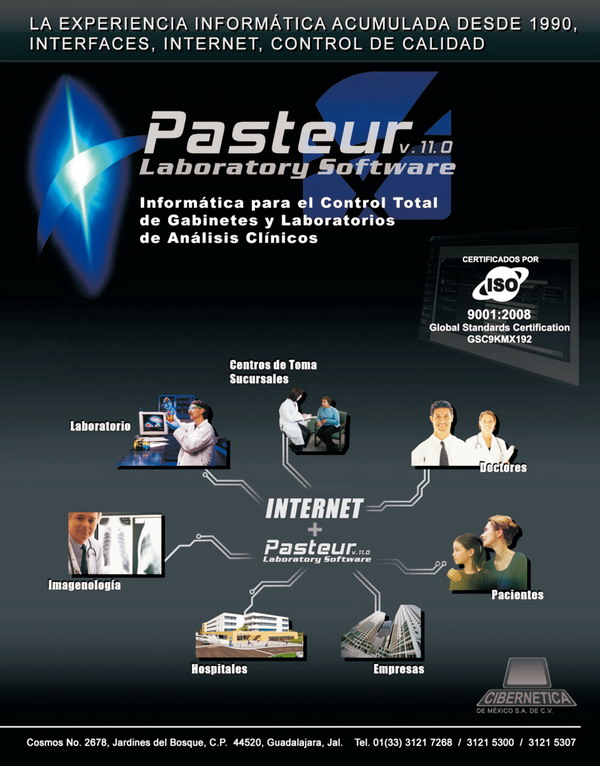 LA EXPERIENCIA INFORMÁTICA ACUMULADA DESDE 1990,
INTERFACES, INTERNET, CONTROL DE CALIDAD
Pasteur v. 11.0
Laboratory Software
Informática para el Control Total
de Gabinetes y Laboratorios
de Análisis Clínicos
CERTIFICADOS POR
ISO
9001:2008
Global Standards Certification
GSC9KMX192
Centros de Toma
Sucursales
Laboratorio
Doctores
INTERNET
+
Pasteur v. 11.0
Laboratory Software
Imagenología
Pacientes
Hospitales
Empresas
CIBERNETICA
DE MÉXICO S.A. DE C.V.
Cosmos No. 2678, Jardines del Bosque, C.P. 44520, Guadalajara, Jal. Tel. 01(33) 3121 7268 / 3121 5300 / 3121 5307